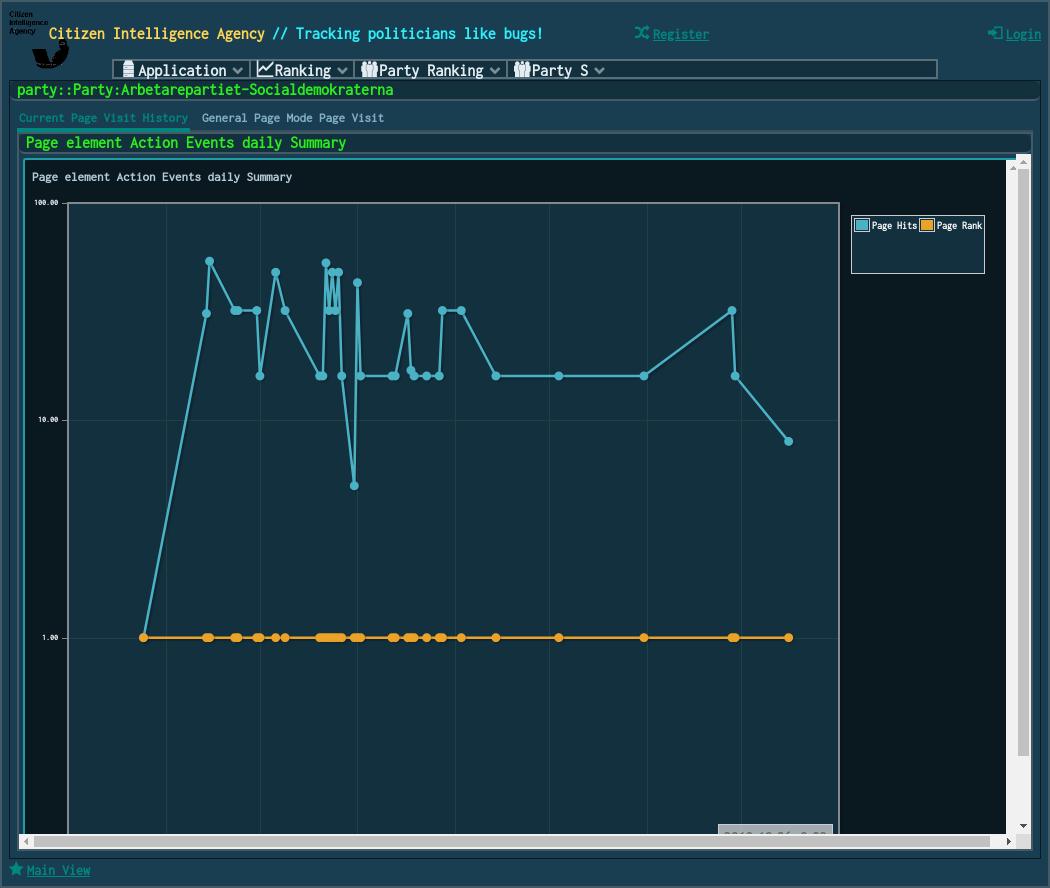 Citizen
Intelligence
Agency
Citizen Intelligence Agency // Tracking politicians like bugs!
Register
Login
Application
Ranking
Party Ranking
Party S
party::Party:Arbetarepartiet-Socialdemokraterna
Current Page Visit History
General Page Mode Page Visit
Page element Action Events daily Summary
Page element Action Events daily Summary
100.00
Page Hits
Page Rank
10.00
1.00
Main View